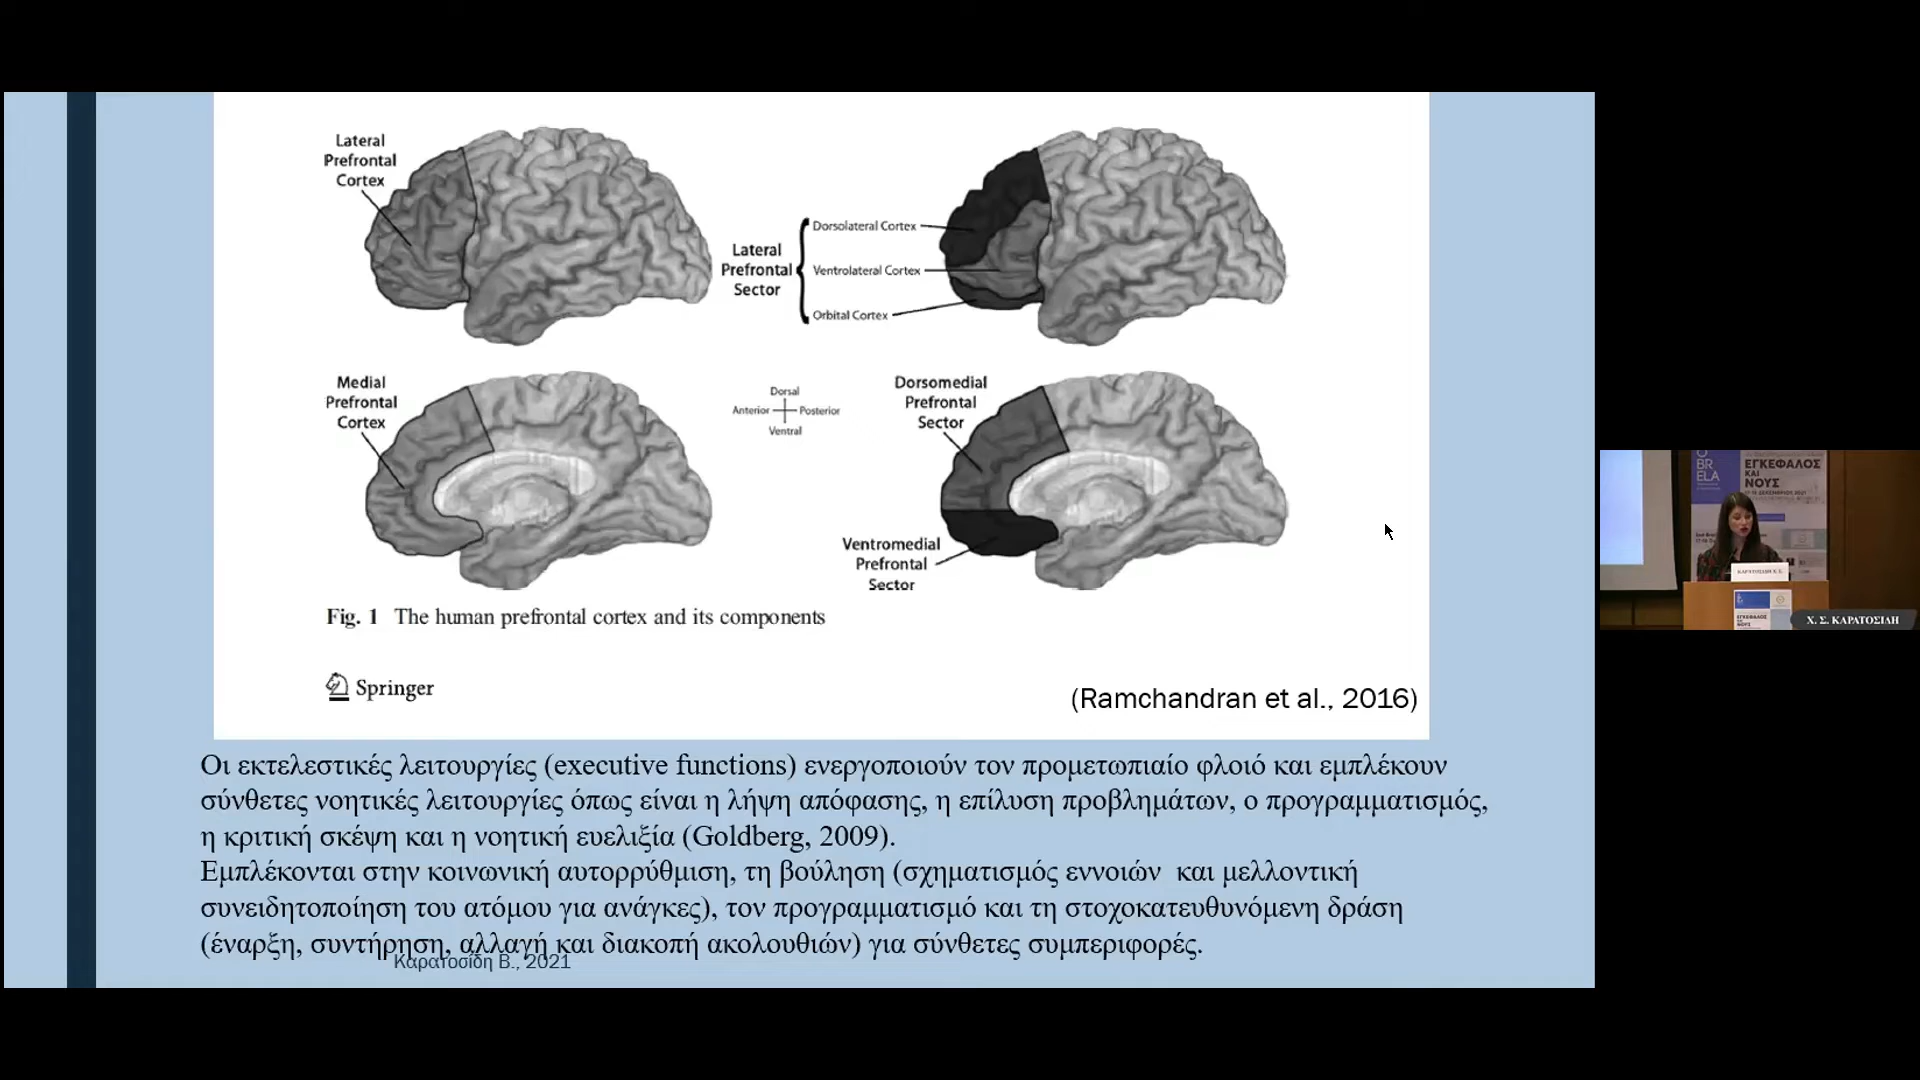 Lateral
Prefrontal
Cortex
Lateral
Prefrontal
Sector
Dorsolateral Cortex
Ventrolateral Cortex
Orbital Cortex
Medial
Prefrontal
Cortex
Dorsal
Anterior
Posterior
Ventral
Dorsomedial
Prefrontal
Sector
Ventromedial
Prefrontal
Sector
Fig. 1 The human prefrontal cortex and its components
Springer
(Ramchandran et al., 2016)
Οι εκτελεστικές λειτουργίες (executive functions) ενεργοποιούν τον προμετωπιαίο φλοιό και εμπλέκουν
σύνθετες νοητικές λειτουργίες όπως είναι η λήψη απόφασης, η επίλυση προβλημάτων, ο προγραμματισμός,
η κριτική σκέψη και η νοητική ευελιξία (Goldberg, 2009).
Εμπλέκονται στην κοινωνική αυτορρύθμιση, τη βούληση (σχηματισμός εννοιών και μελλοντική
συνειδητοποίηση του ατόμου για ανάγκες), τον προγραμματισμό και τη στοχοκατευθυνόμενη δράση
(έναρξη, συντήρηση, αλλαγή και διακοπή ακολουθιών) για σύνθετες συμπεριφορές.
Καρατοσίδη Β., 2021
BR
ELA
ΕΓΚΕΦΑΛΟΣ
ΚΑΙ
ΝΟΥΣ
ΕΓΚΕΦΑΛΟΣ
ΚΑΙ
ΝΟΥΣ
Χ. Σ. ΚΑΡΑΤΟΣΙΔΗ